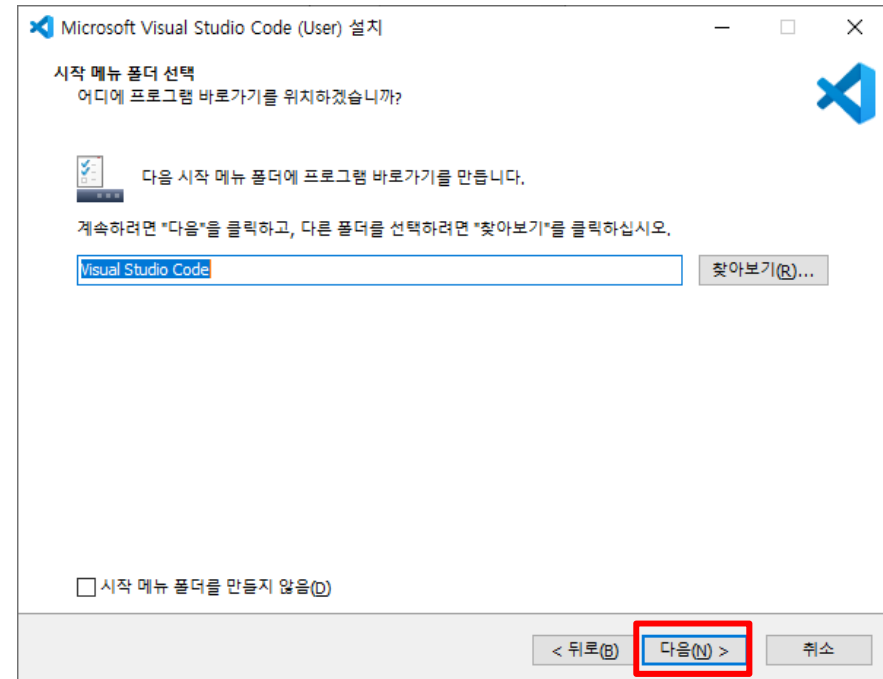 Microsoft Visual Studio Code (User) 설치
시작 메뉴 폴더 선택
어디에 프로그램 바로가기를 위치하겠습니까?
다음 시작 메뉴 폴더에 프로그램 바로가기를 만듭니다.
계속하려면 "다음"을 클릭하고, 다른 폴더를 선택하려면 "찾아보기"를 클릭하십시오.
Visual Studio Code 찾아보기(R)...
시작 메뉴 폴더를 만들지 않음(D)
< 뒤로(B) 다음(N) > 취소